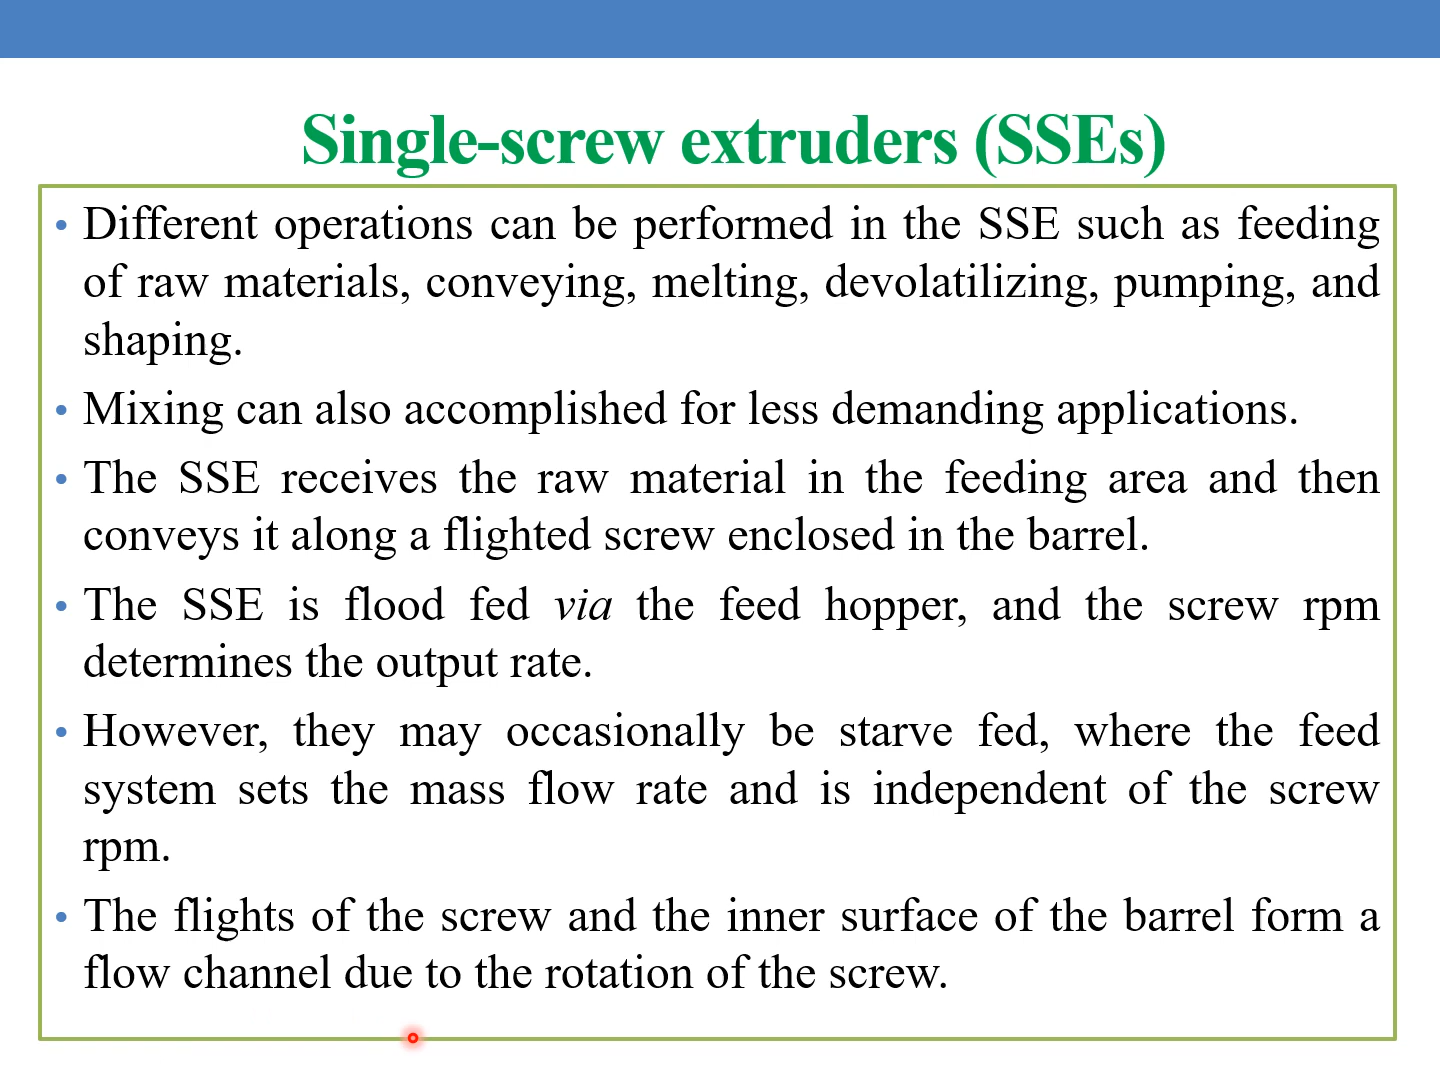 Single-screw extruders (SSEs)
• Different operations can be performed in the SSE such as feeding
of raw materials, conveying, melting, devolatilizing, pumping, and
shaping.
• Mixing can also accomplished for less demanding applications.
• The SSE receives the raw material in the feeding area and then
conveys it along a flighted screw enclosed in the barrel.
• The SSE is flood fed via the feed hopper, and the screw rpm
determines the output rate.
• However, they may occasionally be starve fed, where the feed
system sets the mass flow rate and is independent of the screw
rpm.
• The flights of the screw and the inner surface of the barrel form a
flow channel due to the rotation of the screw.